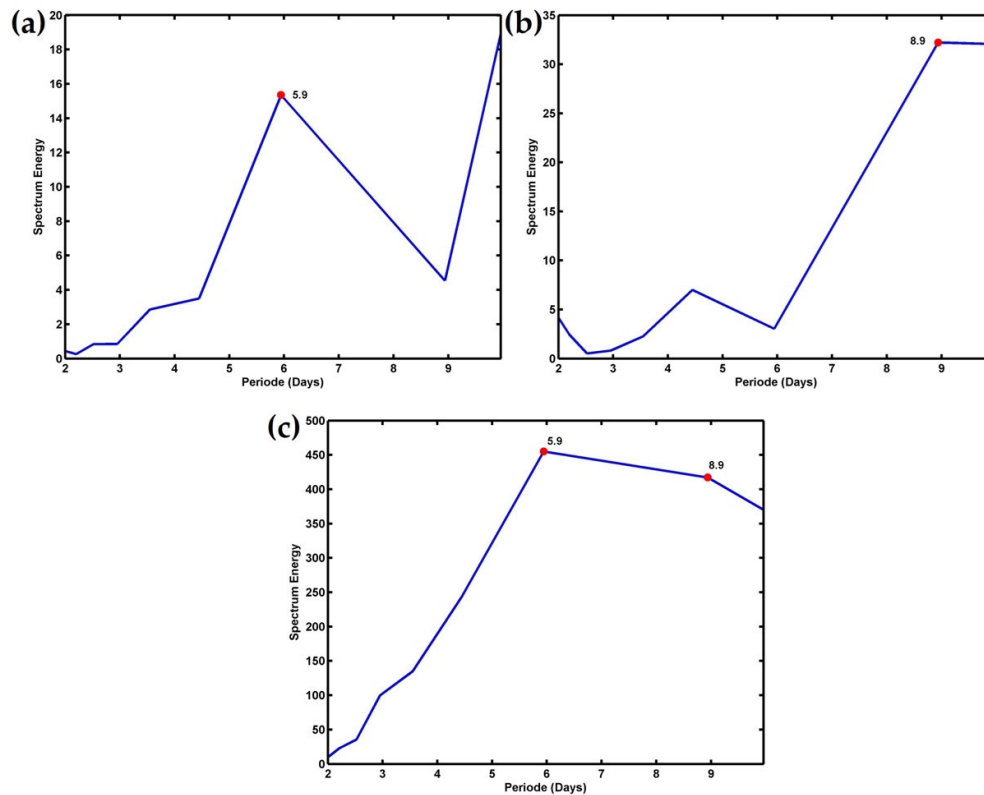 (a)
20
18
16
14
12
10
8
6
4
2
0
Spectrum Energy
5.9
2 3 4 5 6 7 8 9
Periode (Days)
(b)
35
30
25
20
15
10
5
0
Spectrum Energy
8.9
2 3 4 5 6 7 8 9
Periode (Days)
(c)
500
450
400
350
300
250
200
150
100
50
0
Spectrum Energy
5.9
8.9
2 3 4 5 6 7 8 9
Periode (Days)